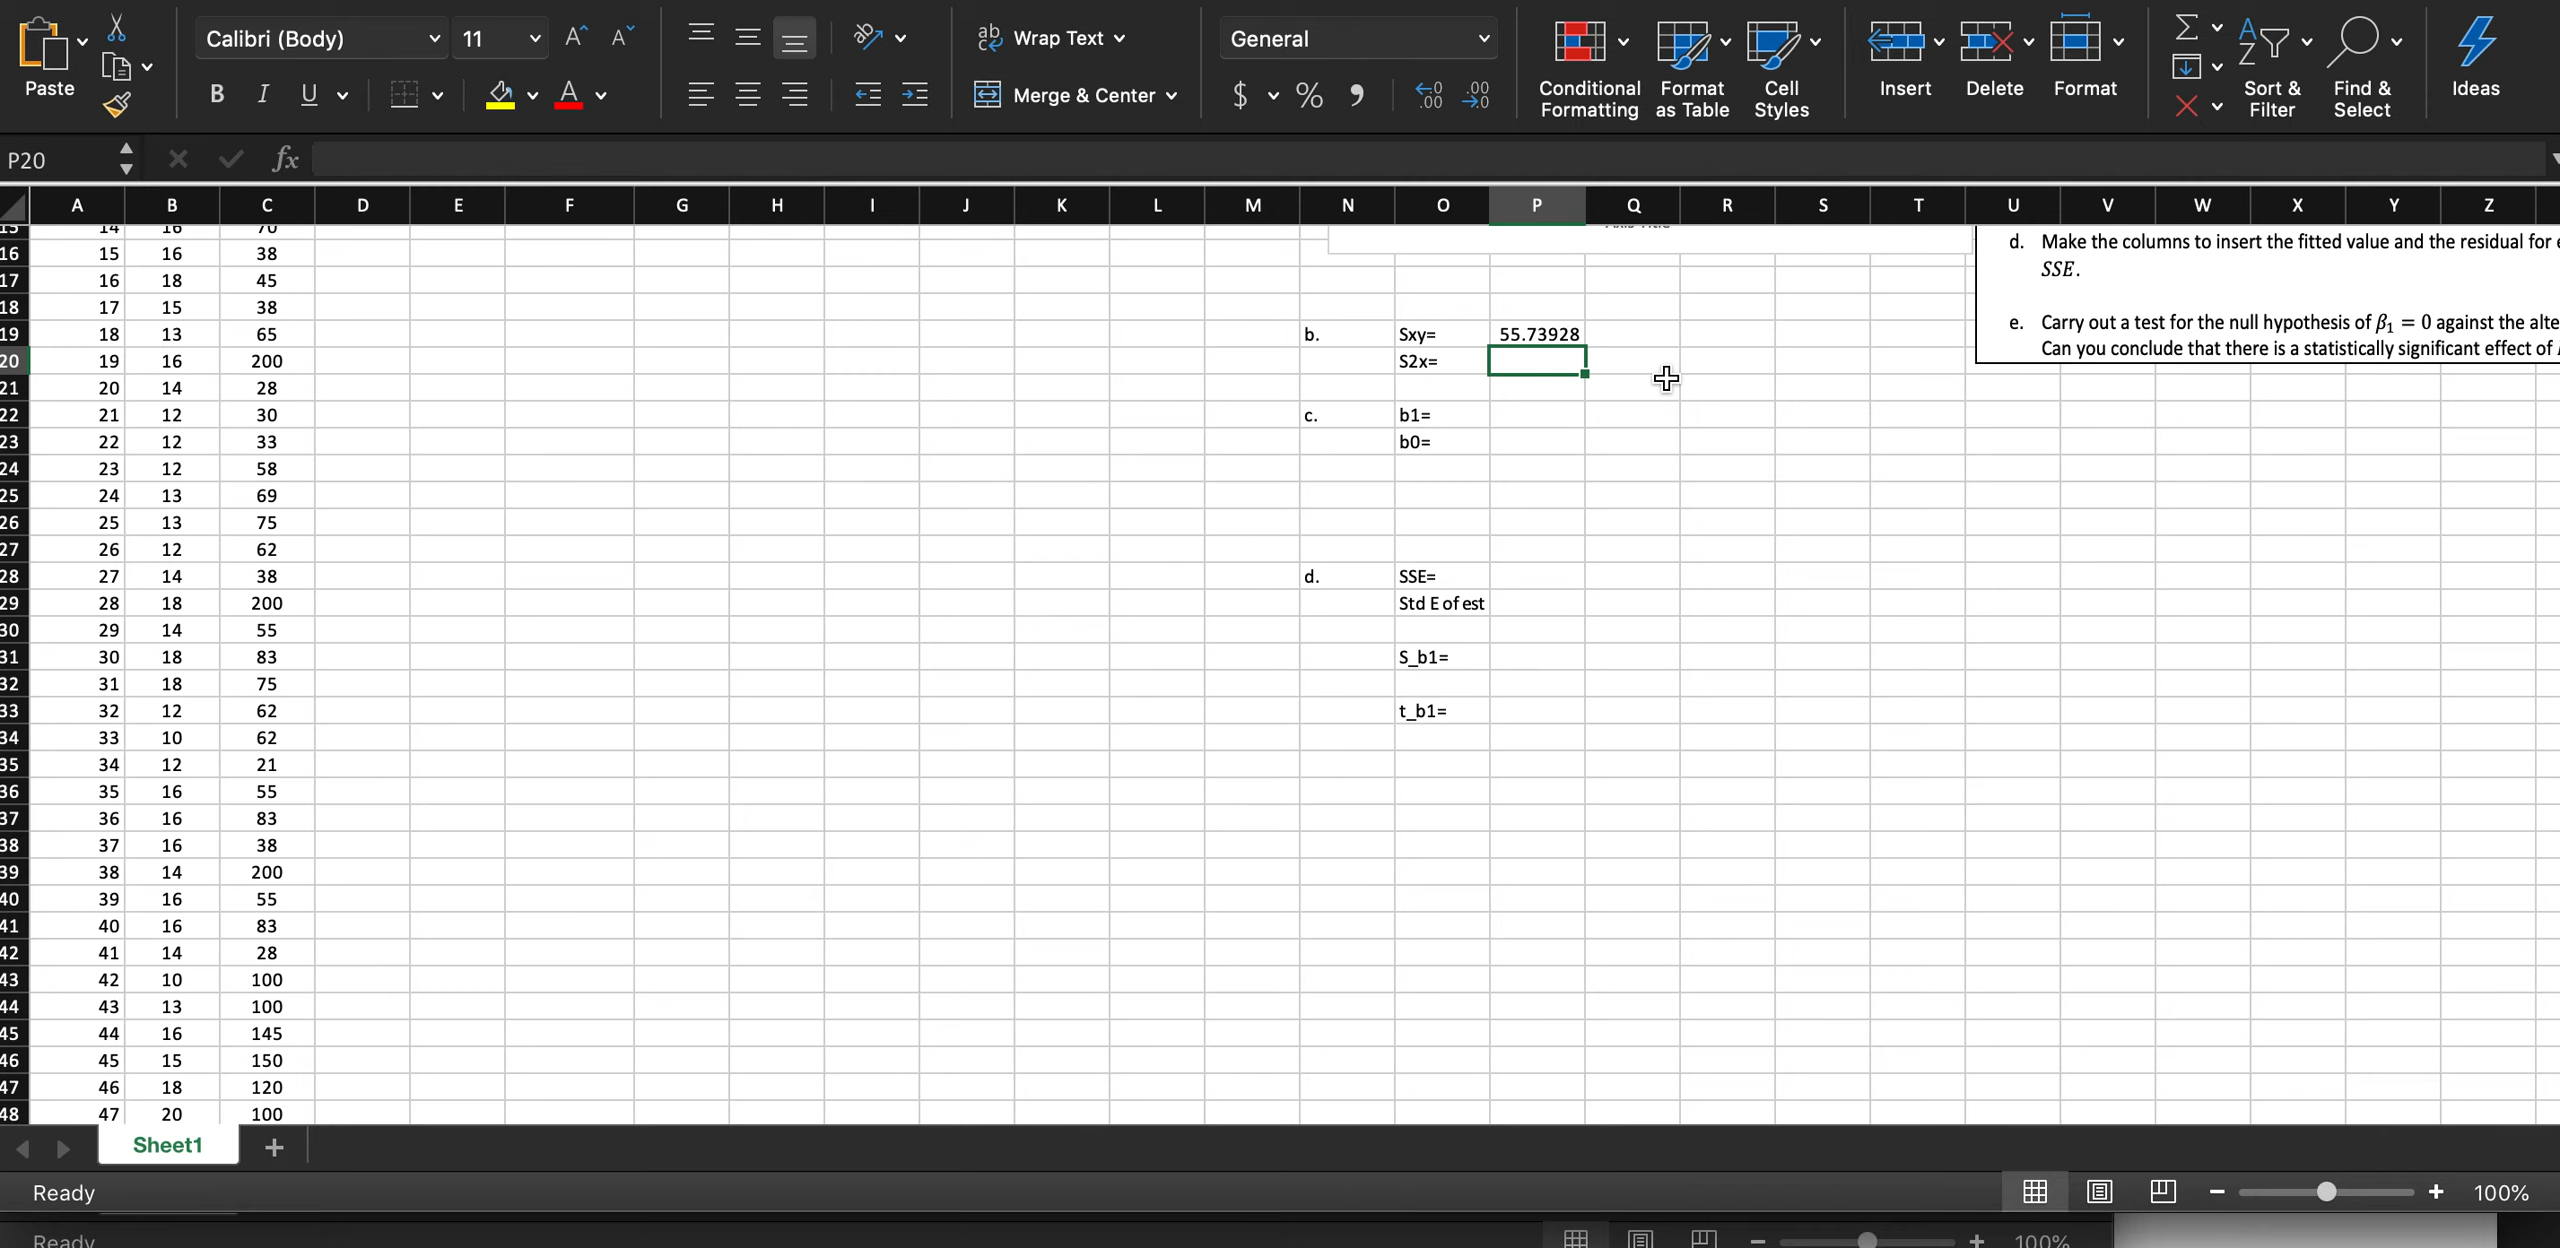 Paste
Calibri (Body) 11
B I U A
ab Wrap Text
Merge & Center
General
$ % 9
Conditional Formatting
Format as Table
Cell Styles
Insert
Delete
Format
Sort & Filter
Find & Select
Ideas
P20 fx
A B C D E F G H I J K L M N O P Q R S T U V W X Y Z
15 14 16 70
16 15 16 38
17 16 18 45
18 17 15 38
19 18 13 65 b. Sxy= 55.73928
20 19 16 200 S2x=
21 20 14 28
22 21 12 30 c. b1=
23 22 12 33 b0=
24 23 12 58
25 24 13 69
26 25 13 75
27 26 12 62
28 27 14 38 d. SSE=
29 28 18 200 Std E of est
30 29 14 55
31 30 18 83 S_b1=
32 31 18 75
33 32 12 62 t_b1=
34 33 10 62
35 34 12 21
36 35 16 55
37 36 16 83
38 37 16 38
39 38 14 200
40 39 16 55
41 40 16 83
42 41 14 28
43 42 10 100
44 43 13 100
45 44 16 145
46 45 15 150
47 46 18 120
48 47 20 100
d. Make the columns to insert the fitted value and the residual for
SSE.
e. Carry out a test for the null hypothesis of β₁ = 0 against the alte
Can you conclude that there is a statistically significant effect of
Sheet1 +
Ready 100%
Ready 100%